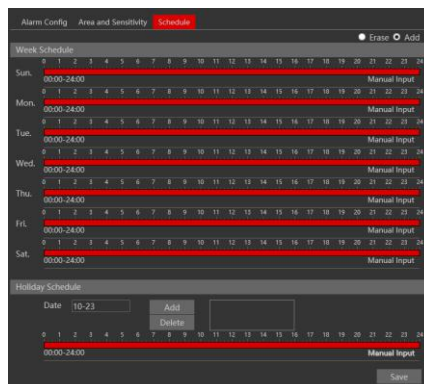 Alarm Config Area and Sensitivity Schedule
Erase Add
Week Schedule
0 1 2 3 4 5 6 7 8 9 10 11 12 13 14 15 16 17 18 19 20 21 22 23 24
Sun.
00:00-24:00 Manual Input
0 1 2 3 4 5 6 7 8 9 10 11 12 13 14 15 16 17 18 19 20 21 22 23 24
Mon.
00:00-24:00 Manual Input
0 1 2 3 4 5 6 7 8 9 10 11 12 13 14 15 16 17 18 19 20 21 22 23 24
Tue.
00:00-24:00 Manual Input
0 1 2 3 4 5 6 7 8 9 10 11 12 13 14 15 16 17 18 19 20 21 22 23 24
Wed.
00:00-24:00 Manual Input
0 1 2 3 4 5 6 7 8 9 10 11 12 13 14 15 16 17 18 19 20 21 22 23 24
Thu.
00:00-24:00 Manual Input
0 1 2 3 4 5 6 7 8 9 10 11 12 13 14 15 16 17 18 19 20 21 22 23 24
Fri.
00:00-24:00 Manual Input
0 1 2 3 4 5 6 7 8 9 10 11 12 13 14 15 16 17 18 19 20 21 22 23 24
Sat.
00:00-24:00 Manual Input
Holiday Schedule
Date 10-23 Add
Delete
0 1 2 3 4 5 6 7 8 9 10 11 12 13 14 15 16 17 18 19 20 21 22 23 24
00:00-24:00 Manual Input
Save